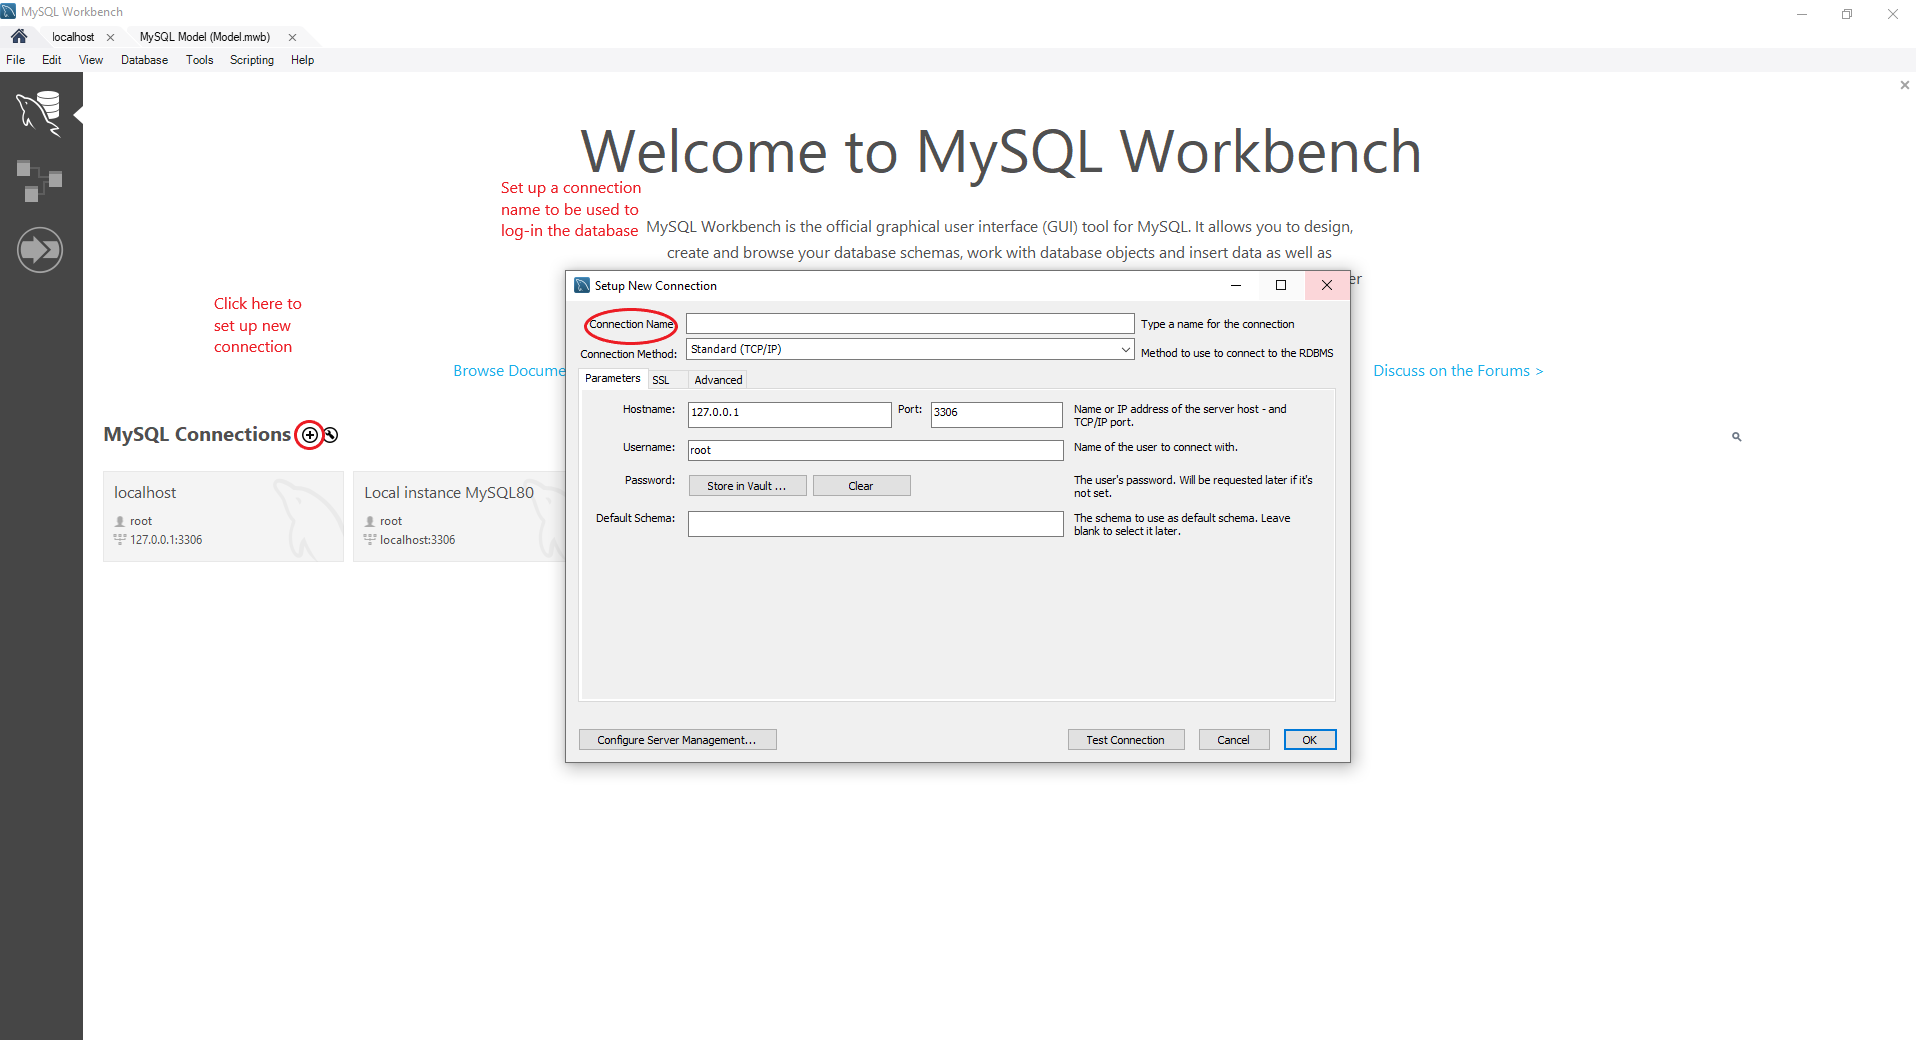 MySQL Workbench
localhost
MySQL Model (Model.mwb)
File Edit View Database Tools Scripting Help
Welcome to MySQL Workbench
Set up a connection
name to be used to
log-in the database
MySQL Workbench is the official graphical user interface (GUI) tool for MySQL. It allows you to design,
create and browse your database schemas, work with database objects and insert data as well as
er
Click here to
set up new
connection
Browse Docume
Discuss on the Forums >
MySQL Connections
localhost
root
127.0.0.1:3306
Local instance MySQL80
root
localhost:3306
Setup New Connection
Connection Name
Type a name for the connection
Connection Method: Standard (TCP/IP) Method to use to connect to the RDBMS
Parameters SSL Advanced
Hostname: 127.0.0.1 Port: 3306 Name or IP address of the server host - and
TCP/IP port.
Username: root Name of the user to connect with.
Password: Store in Vault ... Clear The user's password. Will be requested later if it's
not set.
Default Schema: The schema to use as default schema. Leave
blank to select it later.
Configure Server Management... Test Connection Cancel OK